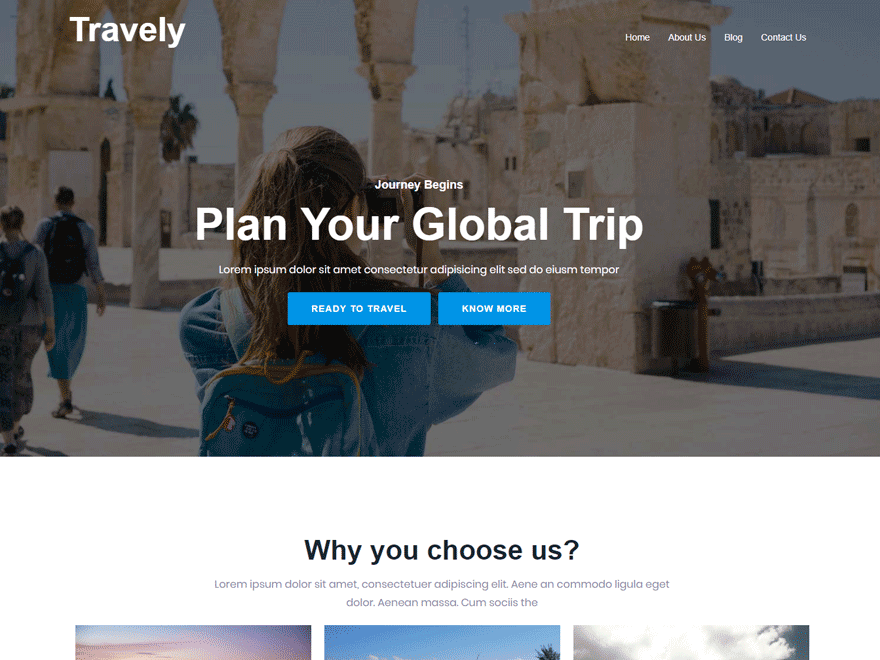 Travely
Home About Us Blog Contact Us
Journey Begins
Plan Your Global Trip
Lorem ipsum dolor sit amet consectetur adipisicing elit sed do eiusm tempor
READY TO TRAVEL KNOW MORE
Why you choose us?
Lorem ipsum dolor sit amet, consectetuer adipiscing elit. Aene an commodo ligula eget
dolor. Aenean massa. Cum sociis the